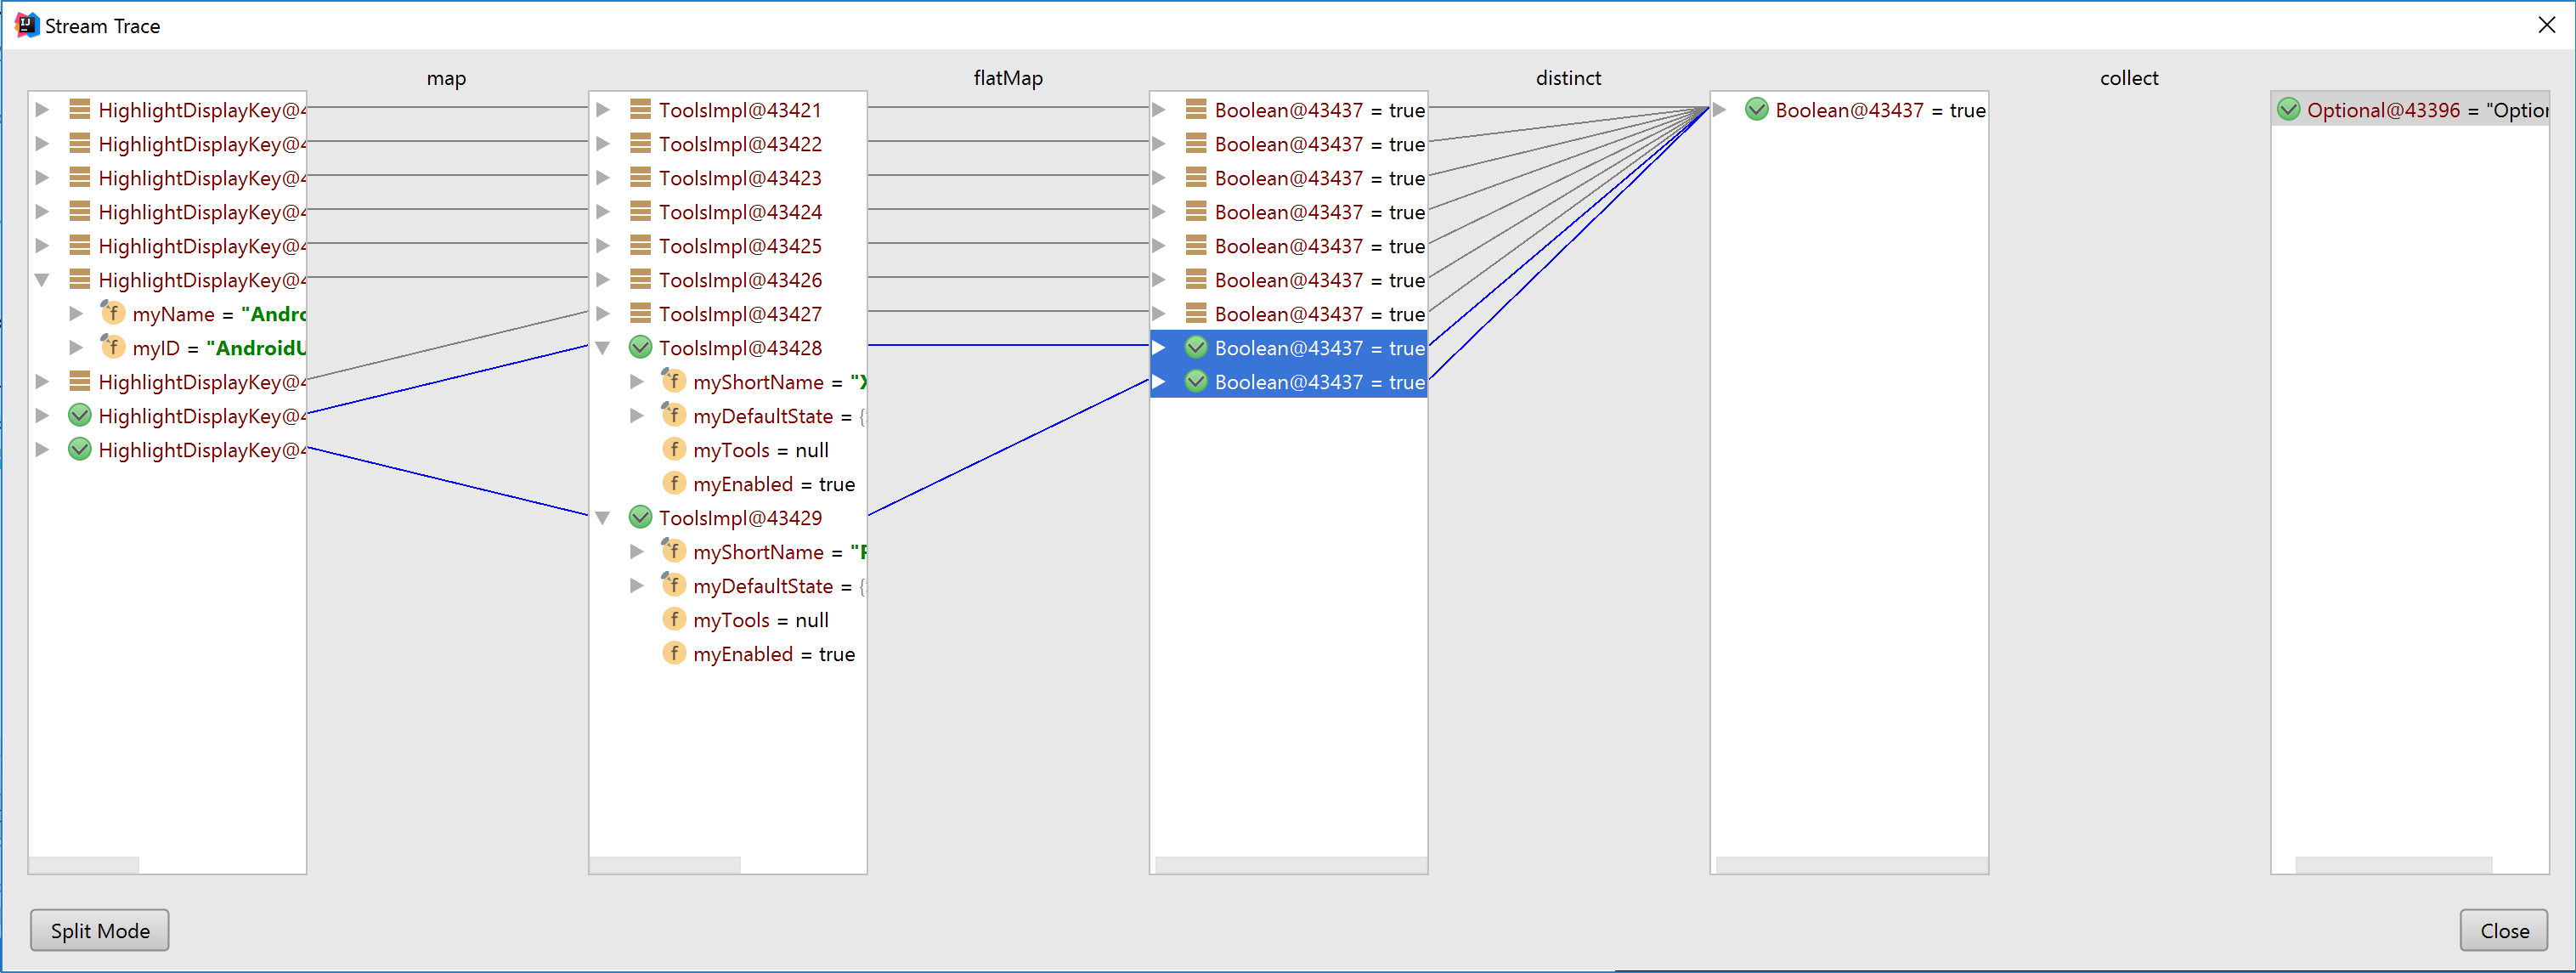 Stream Trace
map
flatMap
distinct
collect
HighlightDisplayKey@4
HighlightDisplayKey@4
HighlightDisplayKey@4
HighlightDisplayKey@4
HighlightDisplayKey@4
HighlightDisplayKey@4
myName = "Andro
myID = "AndroidU
HighlightDisplayKey@4
HighlightDisplayKey@4
HighlightDisplayKey@4
ToolsImpl@43421
ToolsImpl@43422
ToolsImpl@43423
ToolsImpl@43424
ToolsImpl@43425
ToolsImpl@43426
ToolsImpl@43427
ToolsImpl@43428
myShortName = "X
myDefaultState = {
myTools = null
myEnabled = true
ToolsImpl@43429
myShortName =
myDefaultState = {
myTools = null
myEnabled = true
Boolean@43437 = true
Boolean@43437 = true
Boolean@43437 = true
Boolean@43437 = true
Boolean@43437 = true
Boolean@43437 = true
Boolean@43437 = true
Boolean@43437 = true
Boolean@43437 = true
Boolean@43437 = true
Optional@43396 = "Option
Split Mode
Close